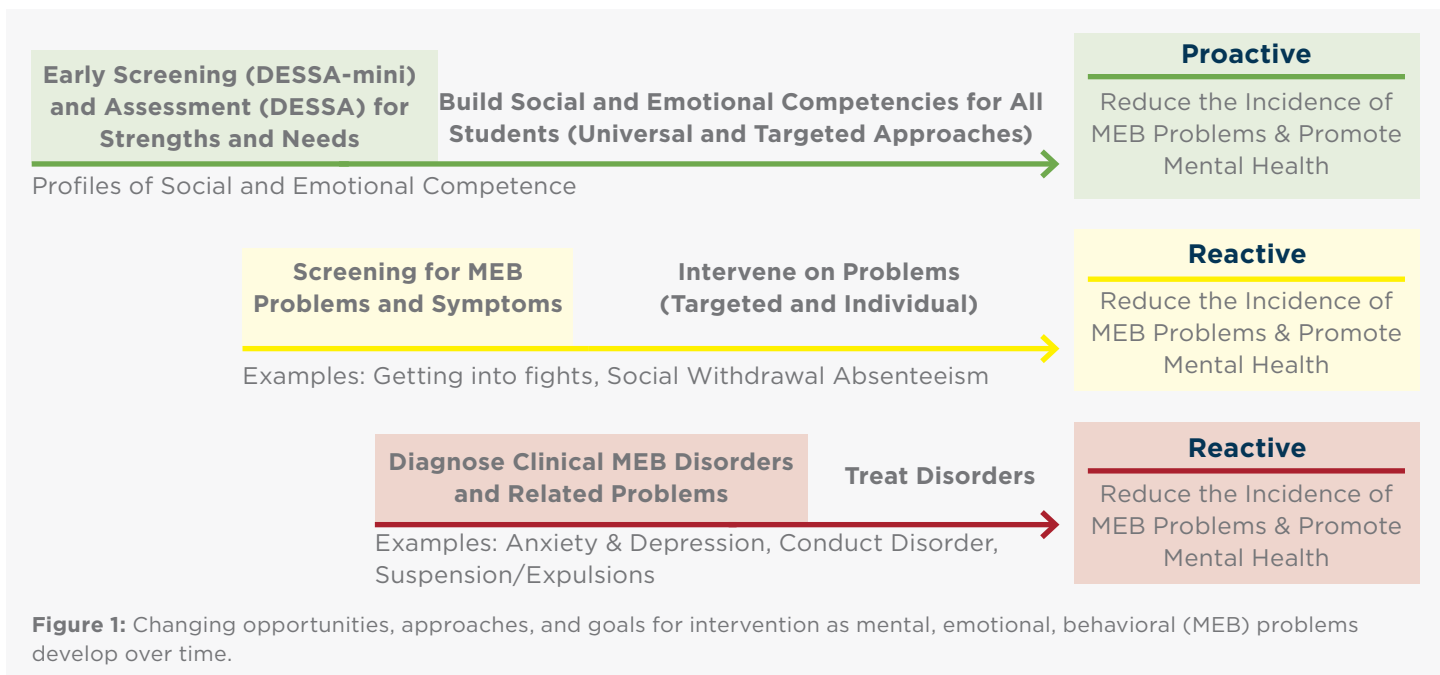 Early Screening (DESSA-mini)
and Assessment (DESSA) for
Strengths and Needs
Build Social and Emotional Competencies for All
Students (Universal and Targeted Approaches)
Profiles of Social and Emotional Competence
Proactive
Reduce the Incidence of
MEB Problems & Promote
Mental Health
Screening for MEB
Problems and Symptoms
Intervene on Problems
(Targeted and Individual)
Examples: Getting into fights, Social Withdrawal Absenteeism
Reactive
Reduce the Incidence of
MEB Problems & Promote
Mental Health
Diagnose Clinical MEB Disorders
and Related Problems
Treat Disorders
Examples: Anxiety & Depression, Conduct Disorder,
Suspension/Expulsions
Reactive
Reduce the Incidence of
MEB Problems & Promote
Mental Health
Figure 1: Changing opportunities, approaches, and goals for intervention as mental, emotional, behavioral (MEB) problems
develop over time.